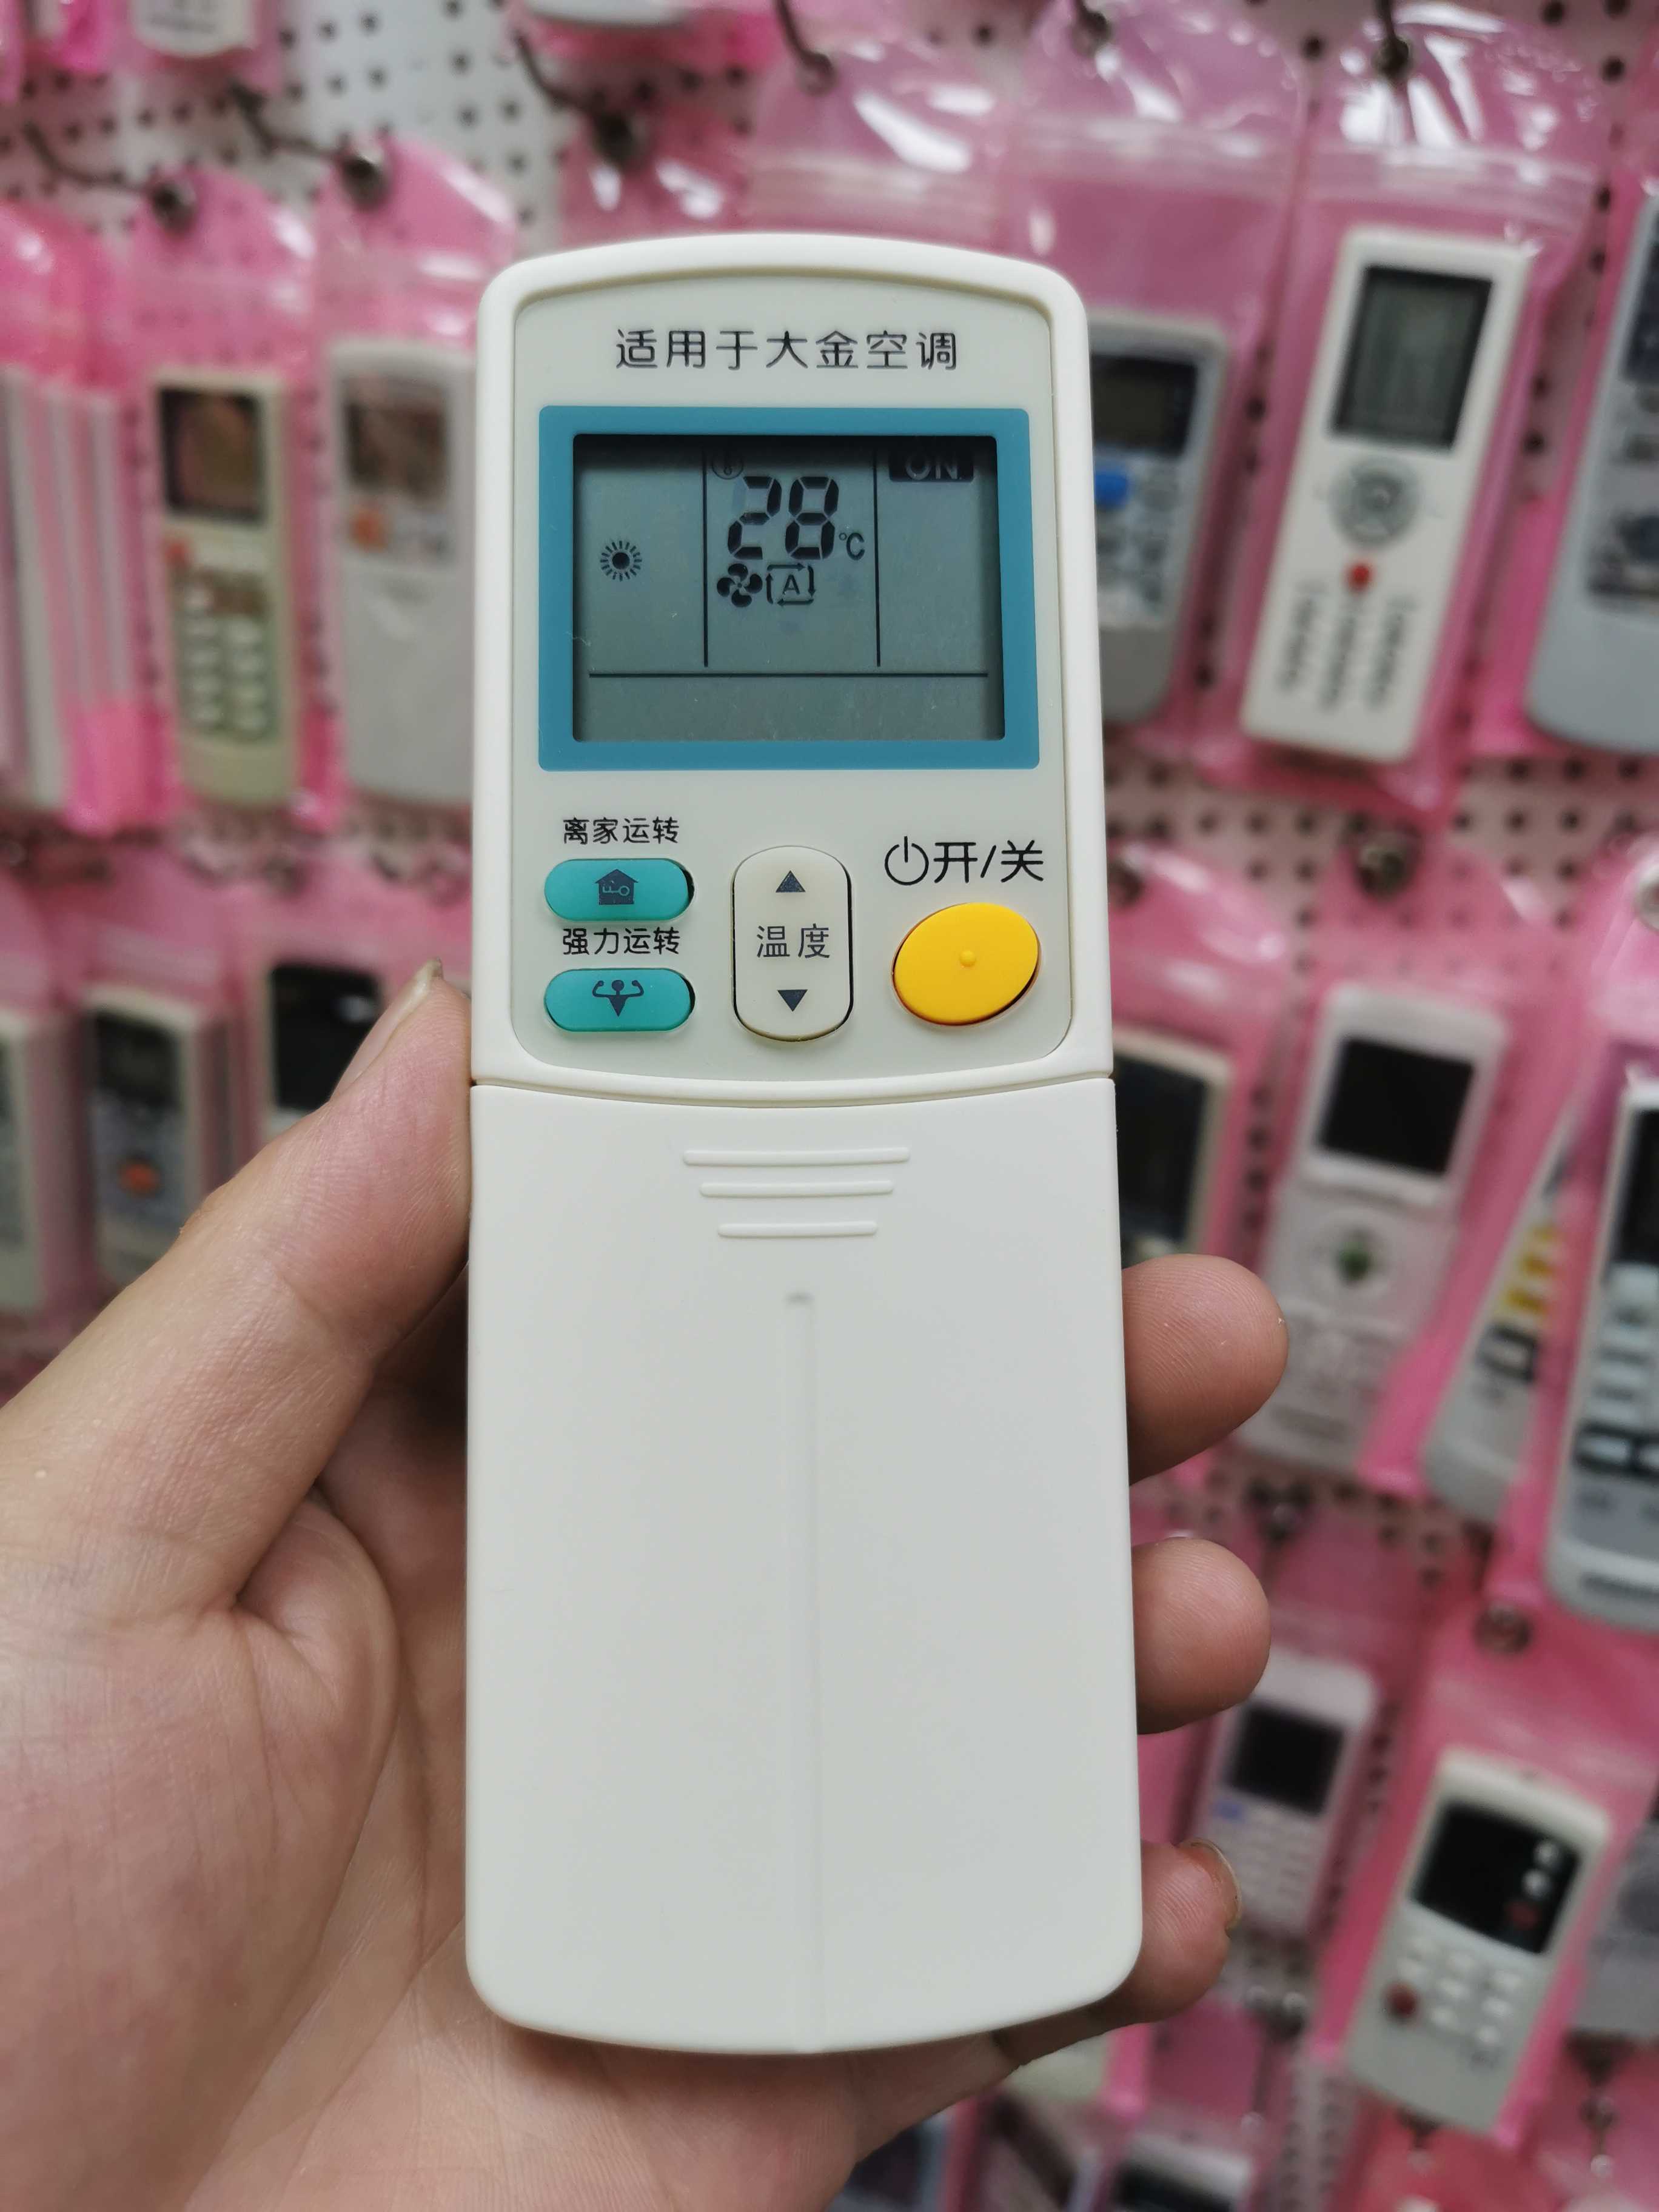 适用于大金空调
ON
28℃
A
离家运转
⏻开/关
温度
强力运转